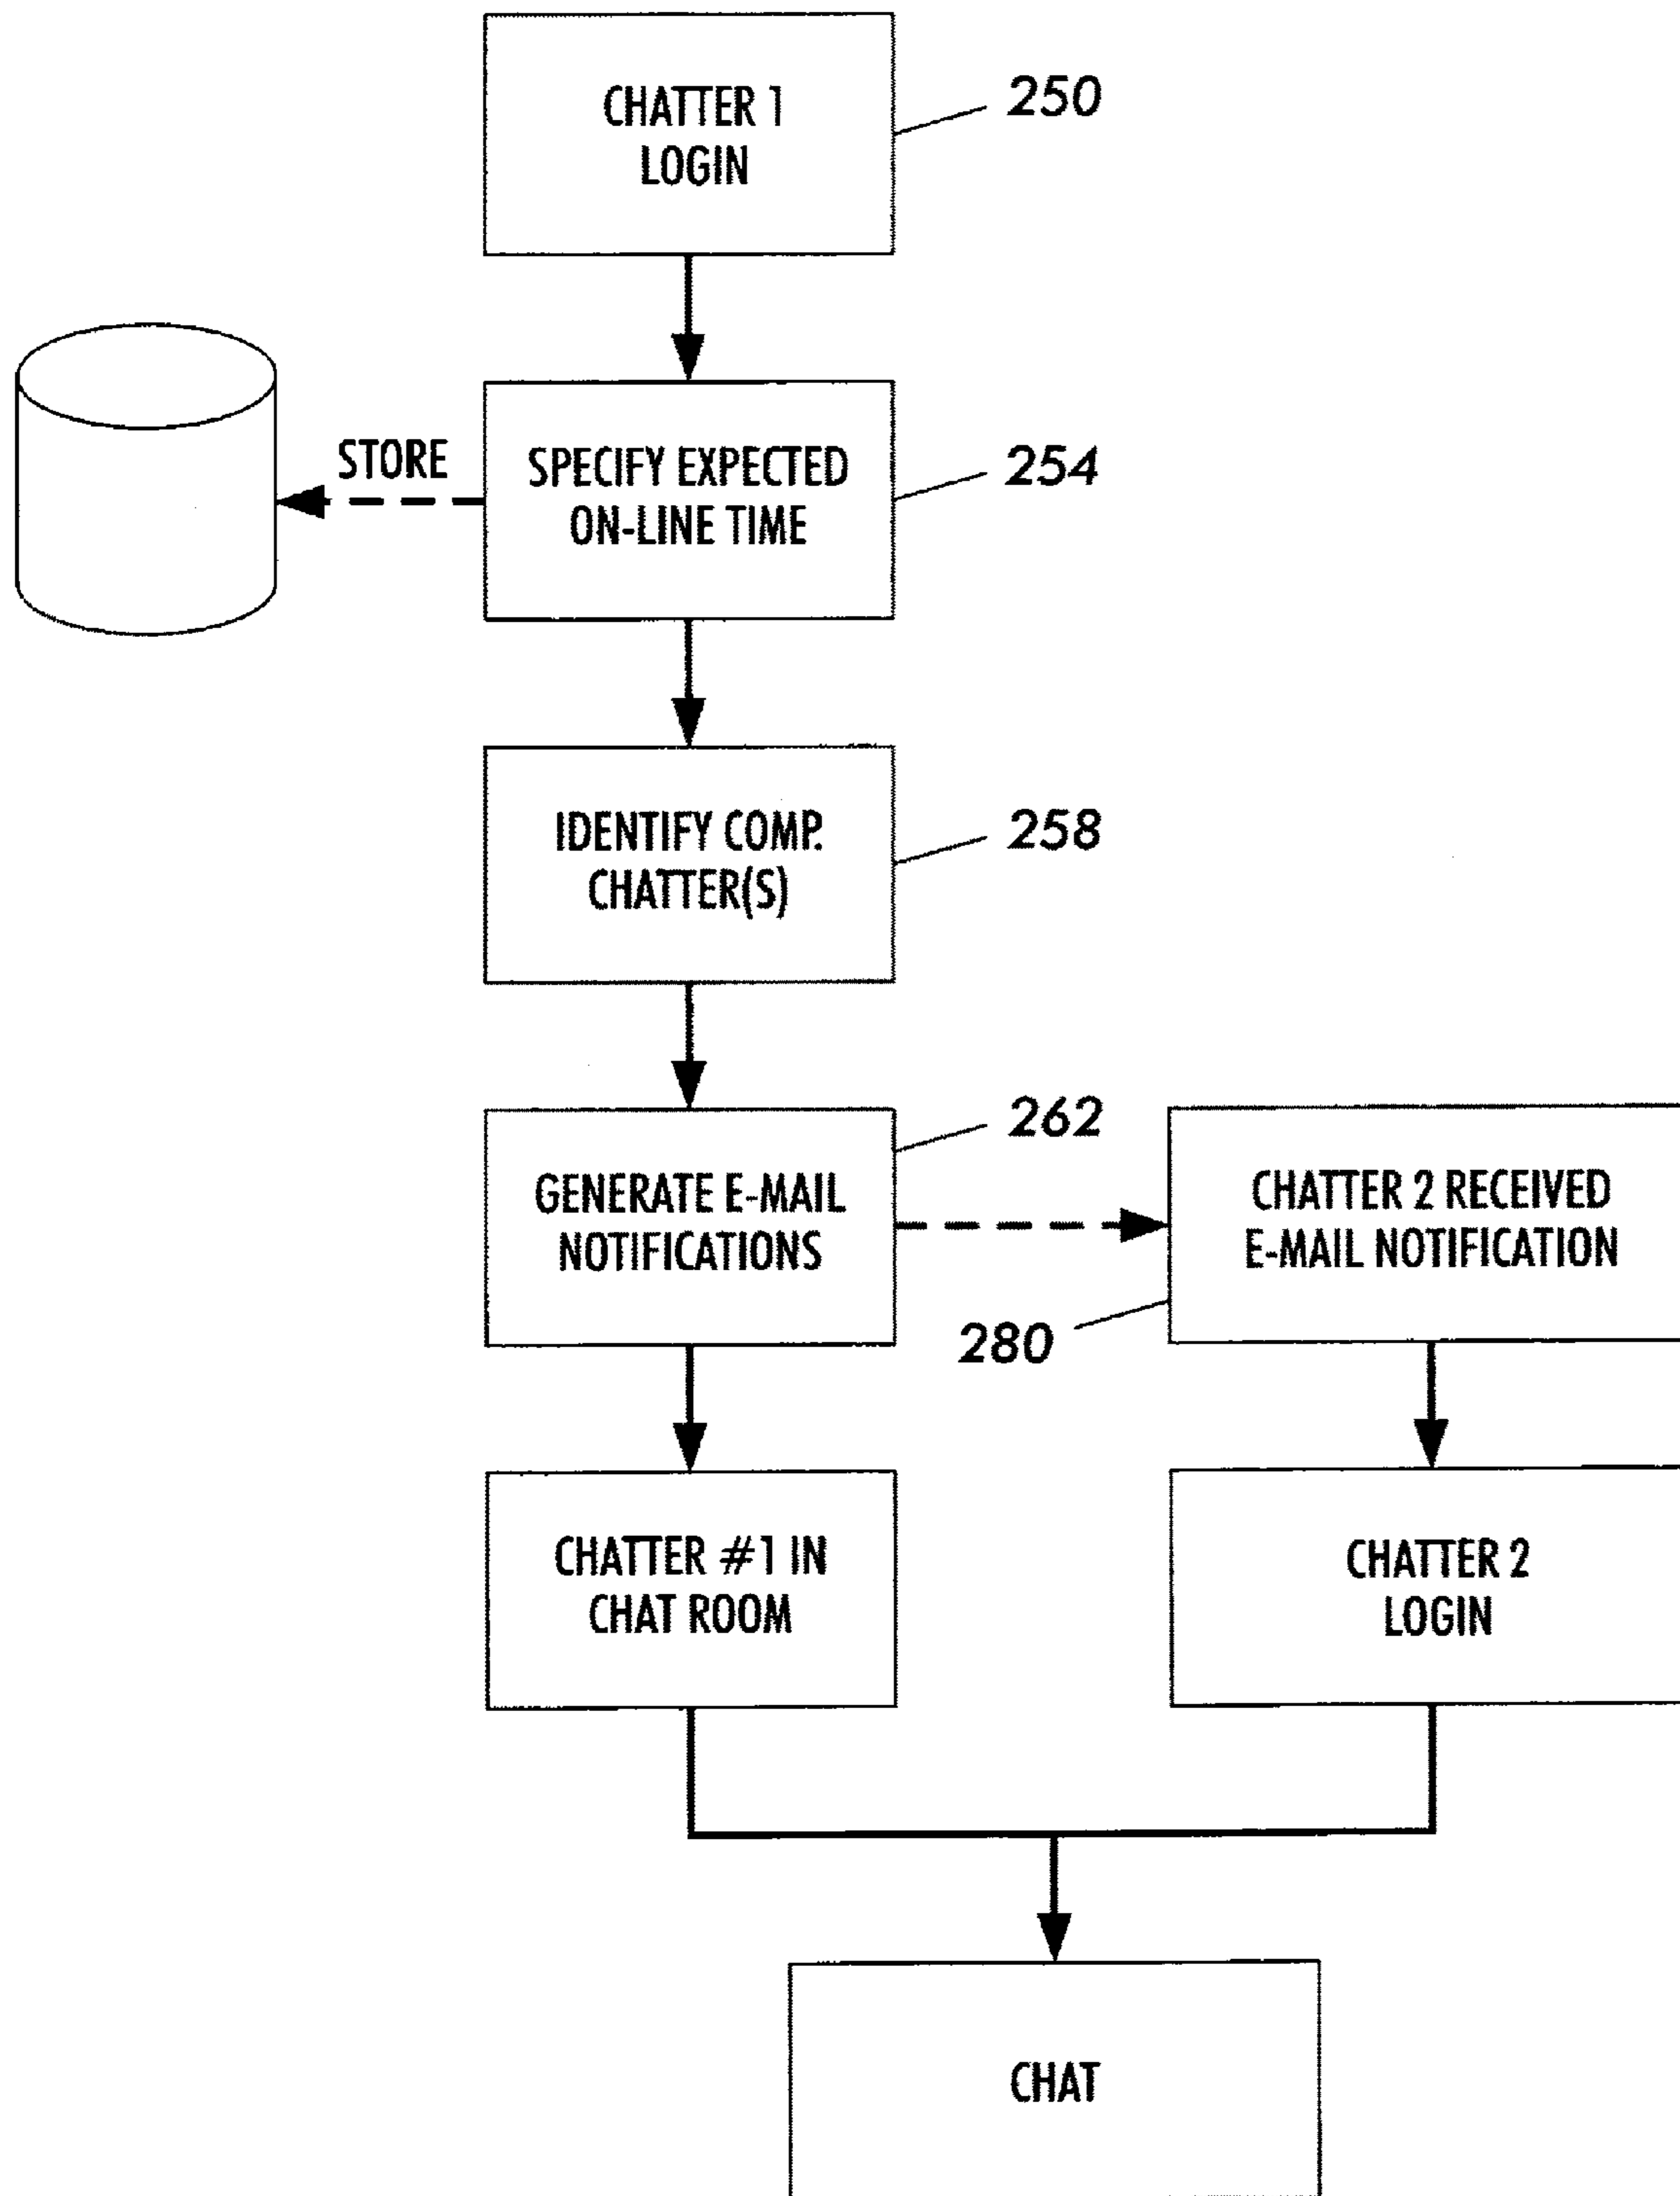 CHATTER 1
LOGIN
250
STORE
SPECIFY EXPECTED
ON-LINE TIME
254
IDENTIFY COMP.
CHATTER(S)
258
262
GENERATE E-MAIL
NOTIFICATIONS
CHATTER 2 RECEIVED
E-MAIL NOTIFICATION
280
CHATTER #1 IN
CHAT ROOM
CHATTER 2
LOGIN
CHAT